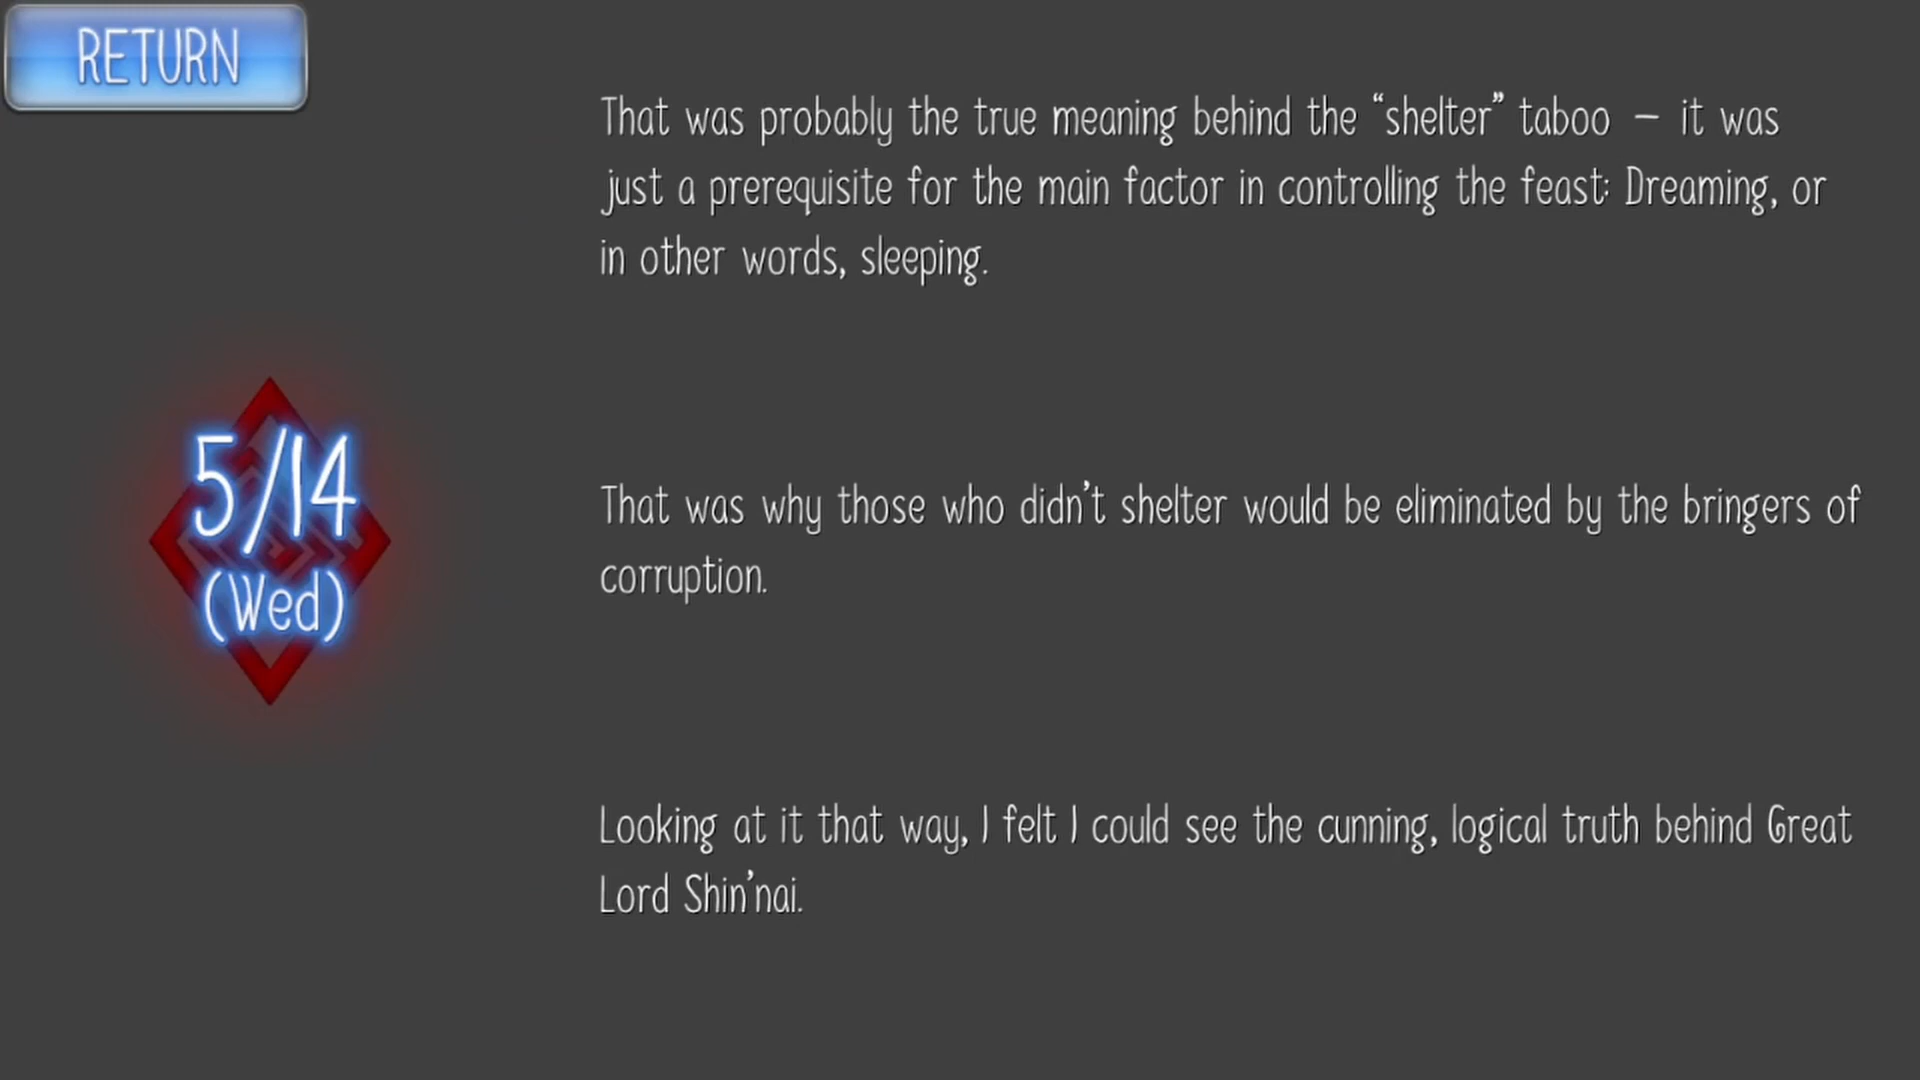 RETURN
That was probably the true meaning behind the “shelter” taboo — it was
just a prerequisite for the main factor in controlling the feast: Dreaming, or
in other words, sleeping.
5/14
(Wed)
That was why those who didn’t shelter would be eliminated by the bringers of
corruption.
Looking at it that way, I felt I could see the cunning, logical truth behind Great
Lord Shin’nai.